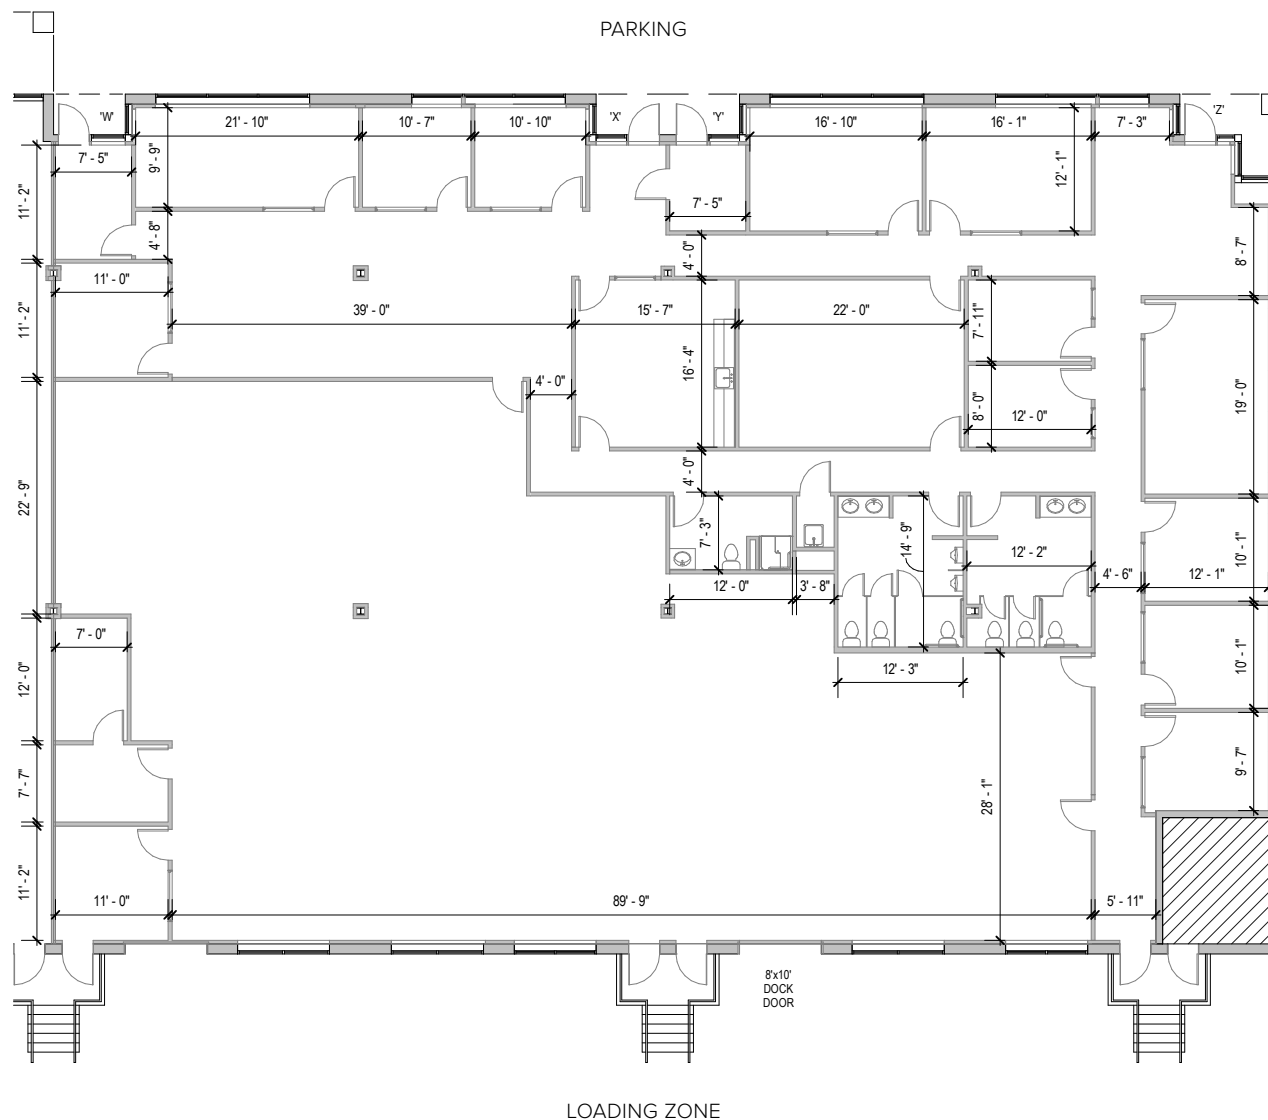 PARKING
'W'
'X'
'Y'
'Z'
21' - 10"
10' - 7"
10' - 10"
16' - 10"
16' - 1"
7' - 3"
7' - 5"
9' - 9"
12' - 1"
11' - 2"
7' - 5"
4' - 8"
4' - 0"
8' - 7"
11' - 0"
11' - 2"
39' - 0"
15' - 7"
22' - 0"
7' - 11"
16' - 4"
4' - 0"
8' - 0"
12' - 0"
19' - 0"
22' - 9"
4' - 0"
7' - 3"
14' - 9"
12' - 2"
10' - 1"
12' - 0"
3' - 8"
4' - 6"
12' - 1"
7' - 0"
12' - 0"
12' - 3"
10' - 1"
7' - 7"
28' - 1"
9' - 7"
11' - 2"
11' - 0"
89' - 9"
5' - 11"
8'x10'
DOCK
DOOR
LOADING ZONE